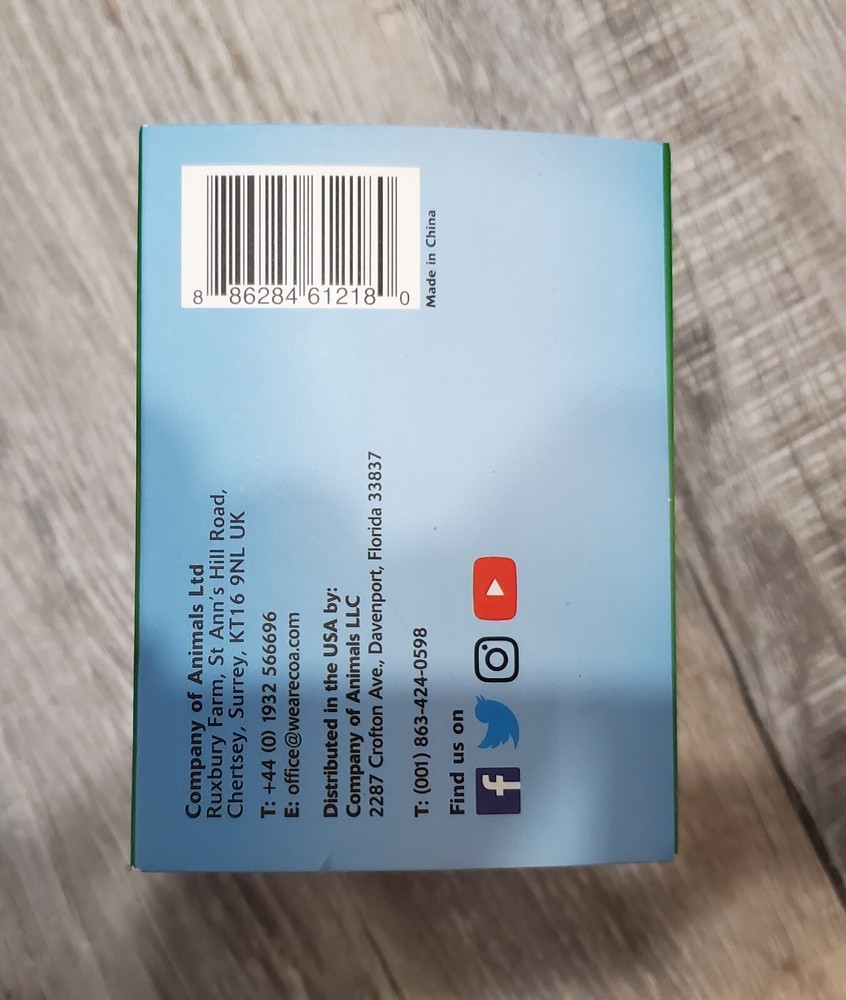 Company of Animals Ltd
Ruxbury Farm, St Ann's Hill Road,
Chertsey, Surrey, KT16 9NL UK
T: +44 (0) 1932 566696
E: office@wearecoa.com
Distributed in the USA by:
Company of Animals LLC
2287 Crofton Ave., Davenport, Florida 33837
T: (001) 863-424-0598
Find us on
8 86284 61218 0
Made in China